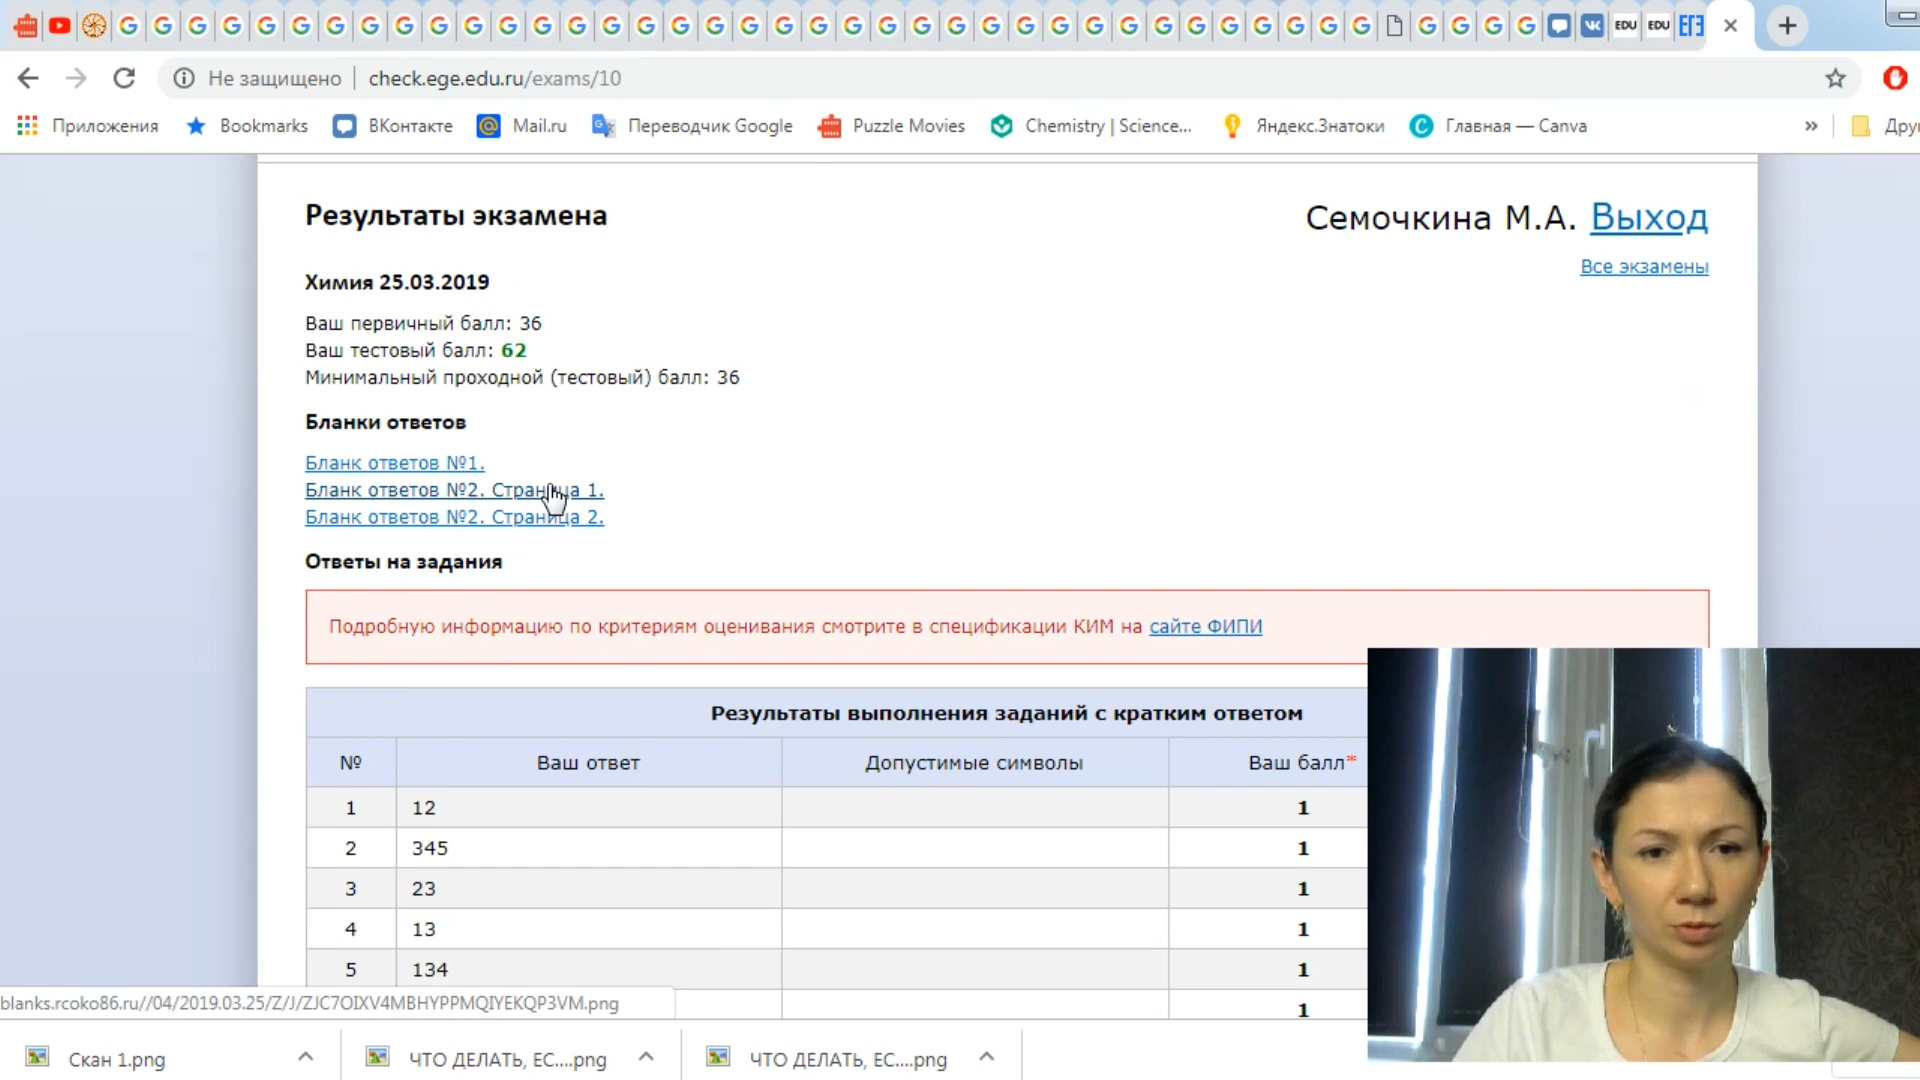 EDU EDU
Не защищено check.ege.edu.ru/exams/10
Приложения Bookmarks ВКонтакте Mail.ru Переводчик Google Puzzle Movies Chemistry | Science... Яндекс.Знатоки Главная — Canva »
Результаты экзамена
Семочкина М.А. Выход
Все экзамены
Химия 25.03.2019
Ваш первичный балл: 36
Ваш тестовый балл: 62
Минимальный проходной (тестовый) балл: 36
Бланки ответов
Бланк ответов №1.
Бланк ответов №2. Страница 1.
Бланк ответов №2. Страница 2.
Ответы на задания
Подробную информацию по критериям оценивания смотрите в спецификации КИМ на сайте ФИПИ
Результаты выполнения заданий с кратким ответом
№ Ваш ответ Допустимые символы Ваш балл*
1 12 1
2 345 1
3 23 1
4 13 1
5 134 1
1
blanks.rcoko86.ru//04/2019.03.25/Z/J/ZJC7OIXV4MBHYPPMQIYEKQP3VM.png
Скан 1.png ЧТО ДЕЛАТЬ, ЕС....png ЧТО ДЕЛАТЬ, ЕС....png